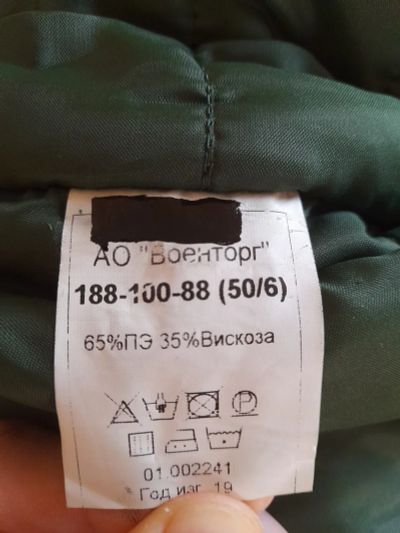 АО "Военторг"
188-100-88 (50/6)
65%ПЭ 35%Вискоза
P
01.002241
Год изг. 19